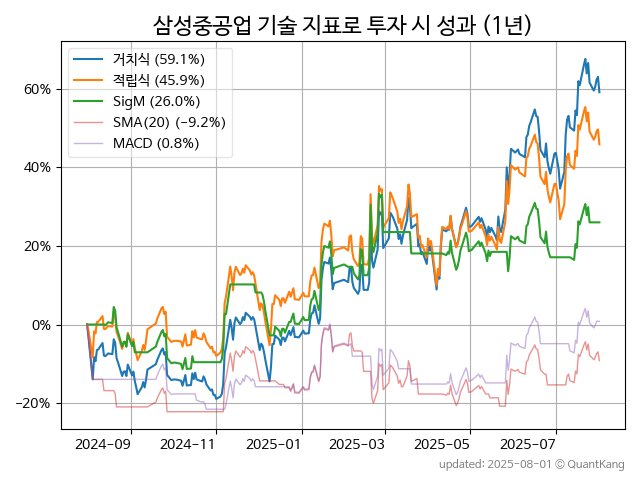 삼성중공업 기술 지표로 투자 시 성과 (1년)
거치식 (59.1%)
적립식 (45.9%)
SigM (26.0%)
SMA(20) (−9.2%)
MACD (0.8%)
60%
40%
20%
0%
−20%
2024-09 2024-11 2025-01 2025-03 2025-05 2025-07
updated: 2025-08-01 © QuantKang